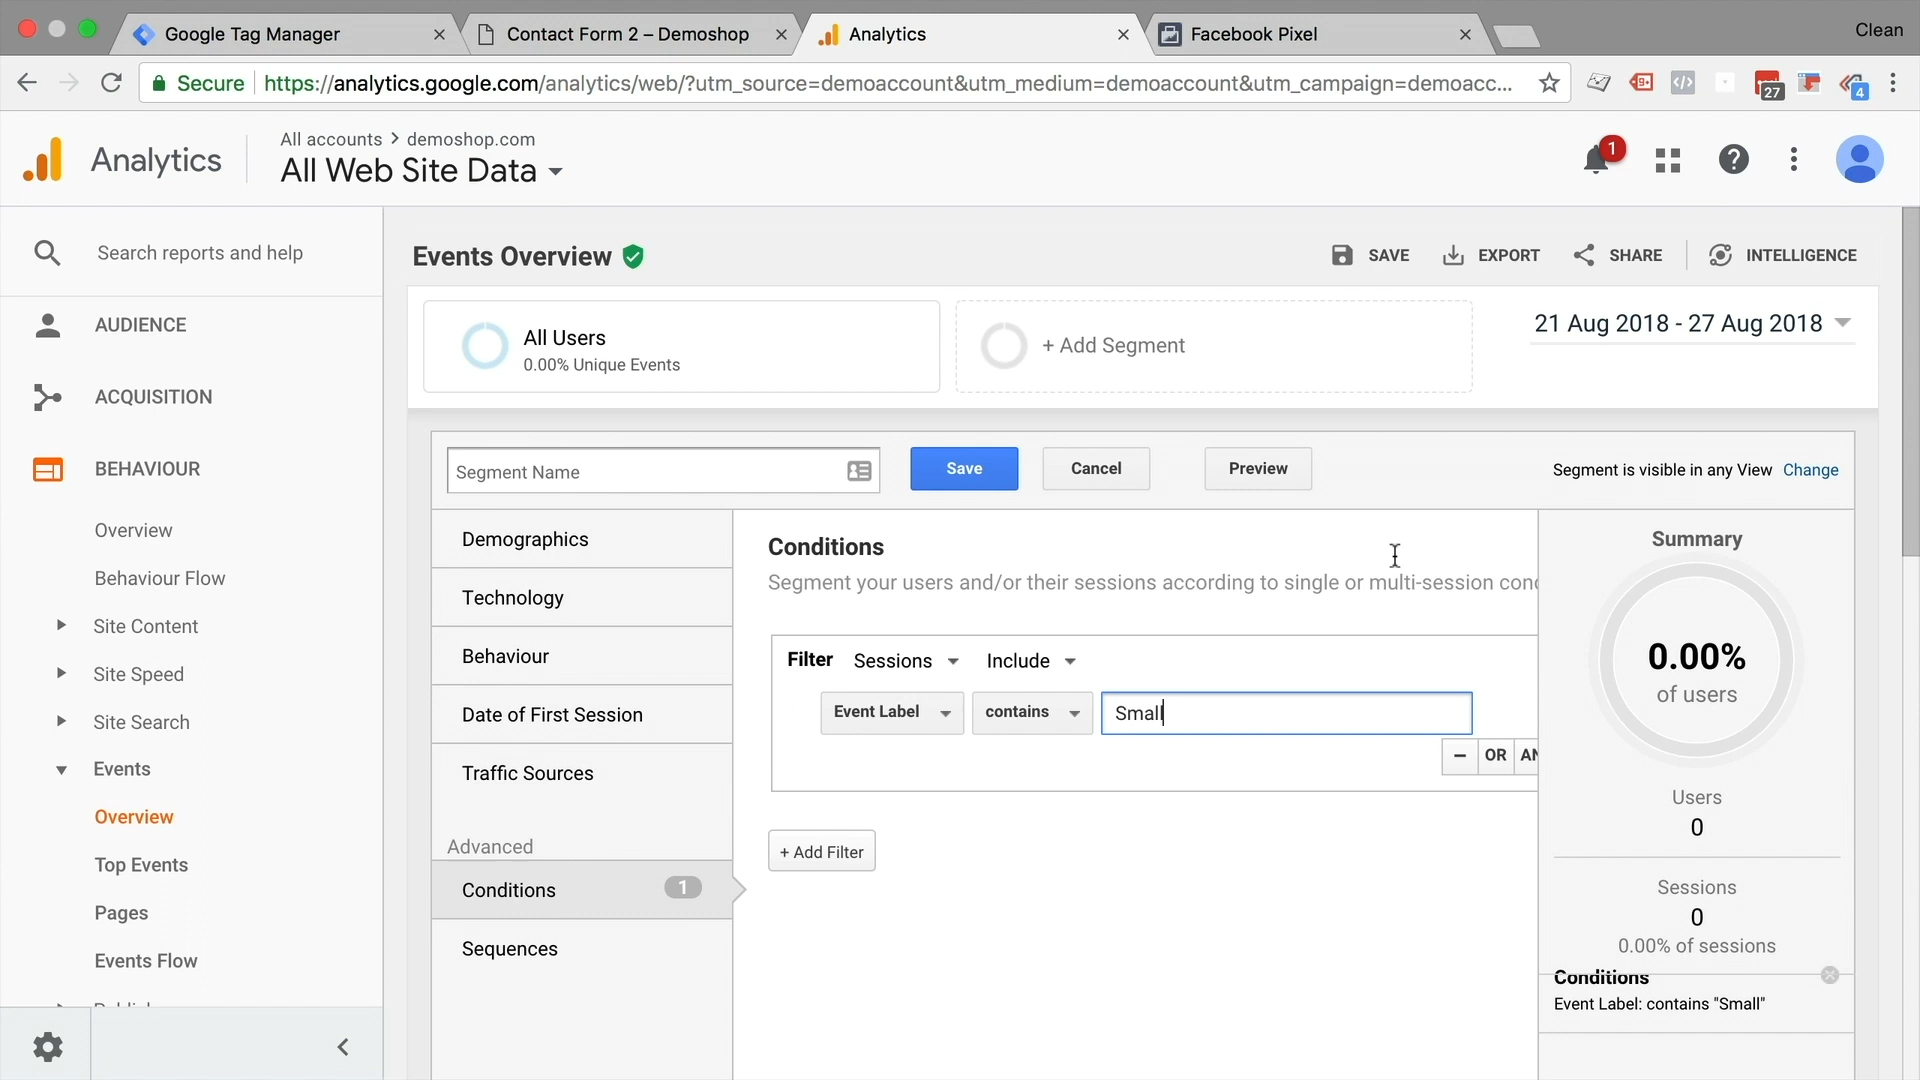 Google Tag Manager
Contact Form 2 – Demoshop
Analytics
Facebook Pixel
Clean
Secure
https://analytics.google.com/analytics/web/?utm_source=demoaccount&utm_medium=demoaccount&utm_campaign=demoacc...
27
4
Analytics
All accounts > demoshop.com
All Web Site Data
1
Search reports and help
AUDIENCE
ACQUISITION
BEHAVIOUR
Overview
Behaviour Flow
Site Content
Site Speed
Site Search
Events
Overview
Top Events
Pages
Events Flow
Events Overview
SAVE
EXPORT
SHARE
INTELLIGENCE
All Users
0.00% Unique Events
+ Add Segment
21 Aug 2018 - 27 Aug 2018
Segment Name
Save
Cancel
Preview
Segment is visible in any View Change
Demographics
Technology
Behaviour
Date of First Session
Traffic Sources
Advanced
Conditions 1
Sequences
Conditions
Segment your users and/or their sessions according to single or multi-session cond
Filter Sessions Include
Event Label contains Small
– OR AN
+ Add Filter
Summary
0.00%
of users
Users
0
Sessions
0
0.00% of sessions
Conditions
Event Label: contains "Small"